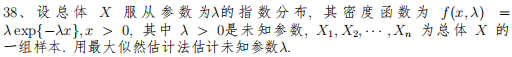 38、设总体 X 服从参数为λ的指数分布, 其密度函数为 f(x, λ) =
λ exp{−λx}, x > 0, 其中 λ > 0是未知参数, X₁, X₂, · · · , Xₙ 为总体 X 的
一组样本. 用最大似然估计法估计未知参数λ.